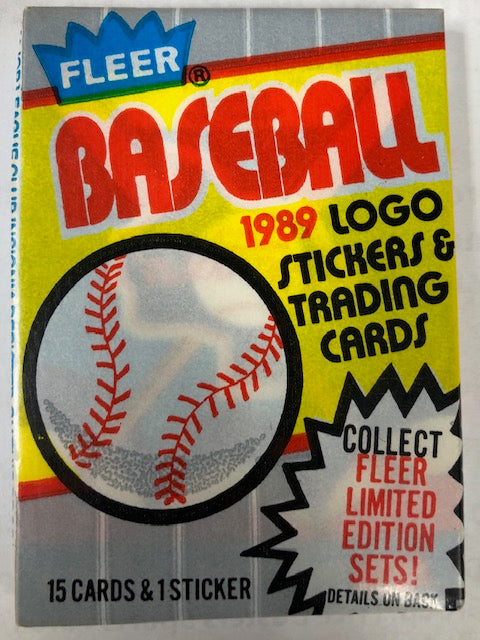 FLEER®
BASEBALL
1989 LOGO
STICKERS &
TRADING
CARDS
COLLECT
FLEER
LIMITED
EDITION
SETS!
DETAILS ON BACK
15 CARDS & 1 STICKER